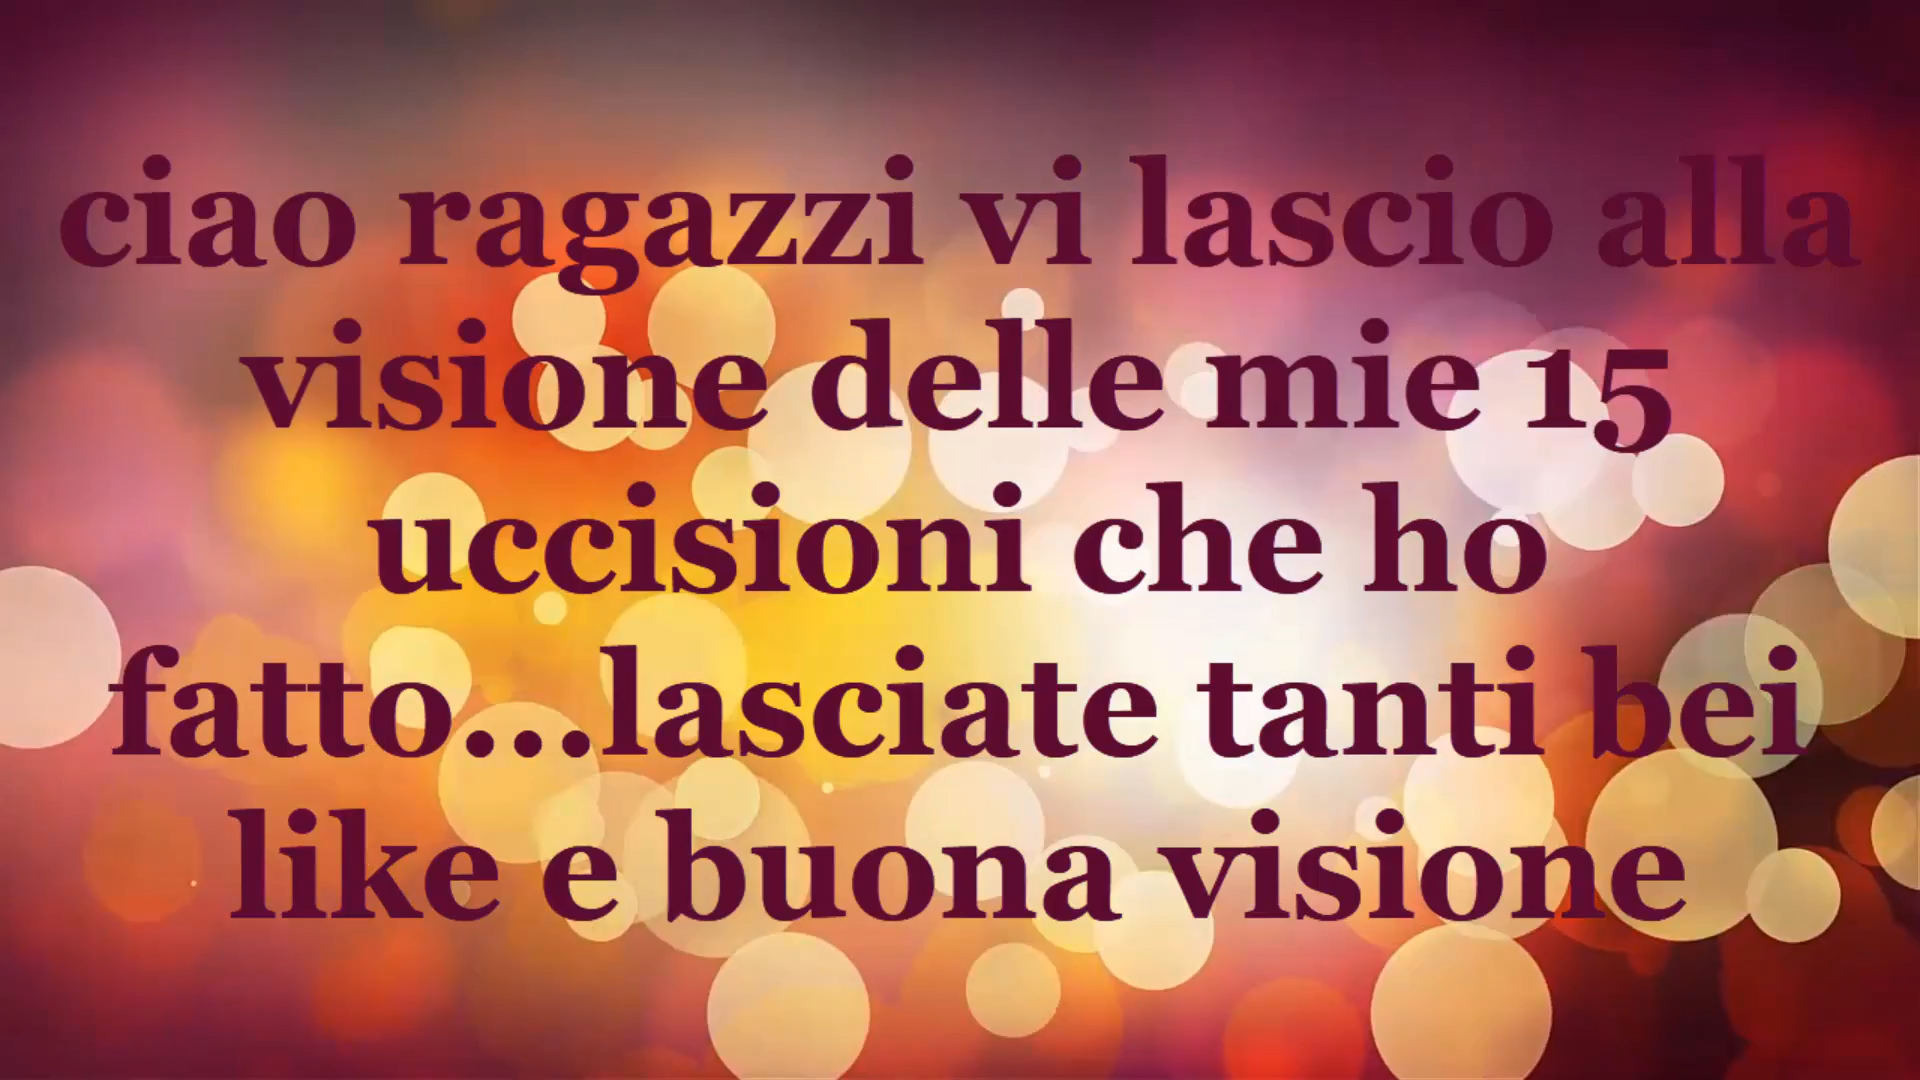 ciao ragazzi vi lascio alla
visione delle mie 15
uccisioni che ho
fatto...lasciate tanti bei
like e buona visione